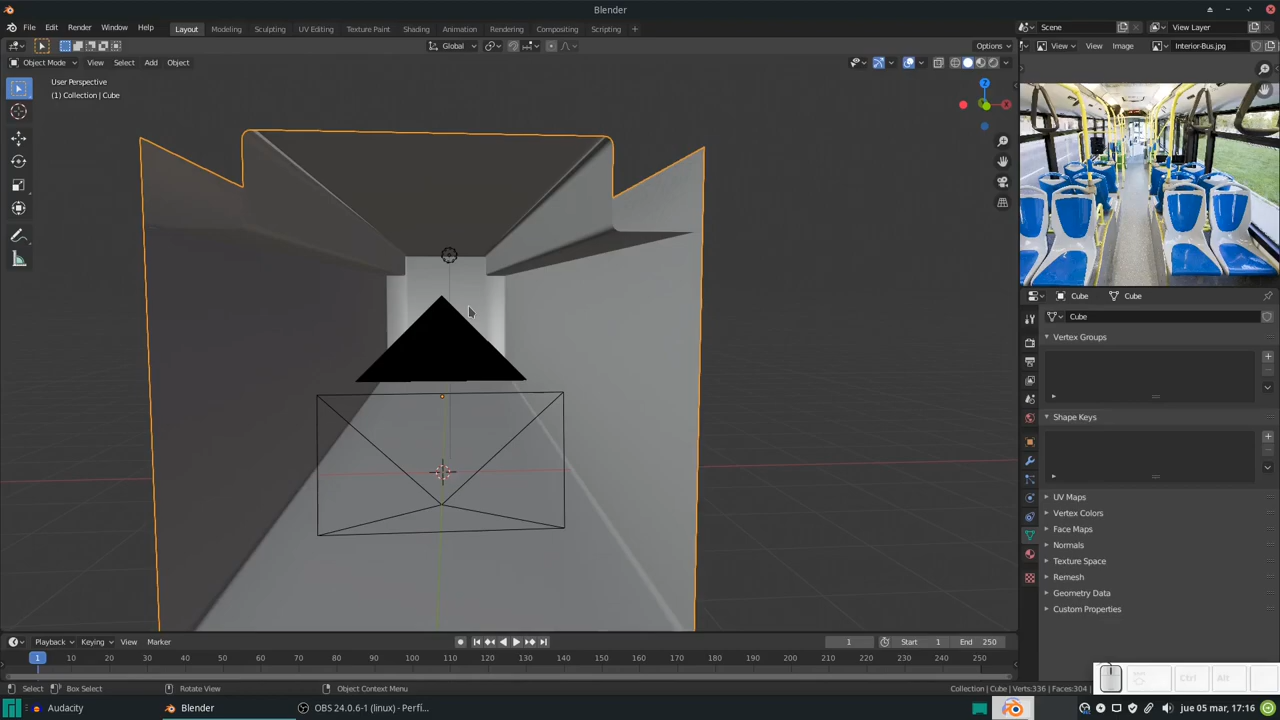 Blender
File Edit Render Window Help
Layout Modeling Sculpting UV Editing Texture Paint Shading Animation Rendering Compositing Scripting +
Scene
View Layer
Global
Options
View View Image Interior-Bus.jpg
Object Mode View Select Add Object
User Perspective
(1) Collection | Cube
Z
Cube Cube
Cube
Vertex Groups
Shape Keys
UV Maps
Vertex Colors
Face Maps
Normals
Texture Space
Remesh
Geometry Data
Custom Properties
Playback Keying View Marker
1 Start 1 End 250
1 10 20 30 40 50 60 70 80 90 100 110 120 130 140 150 160 170 180 190 200 210 220 230 240 250
Select Box Select Rotate View Object Context Menu
Collection | Cube | Verts:336 | Faces:304
Ctrl Alt
Audacity Blender OBS 24.0.6-1 (linux) - Perfi...
jue 05 mar, 17:16